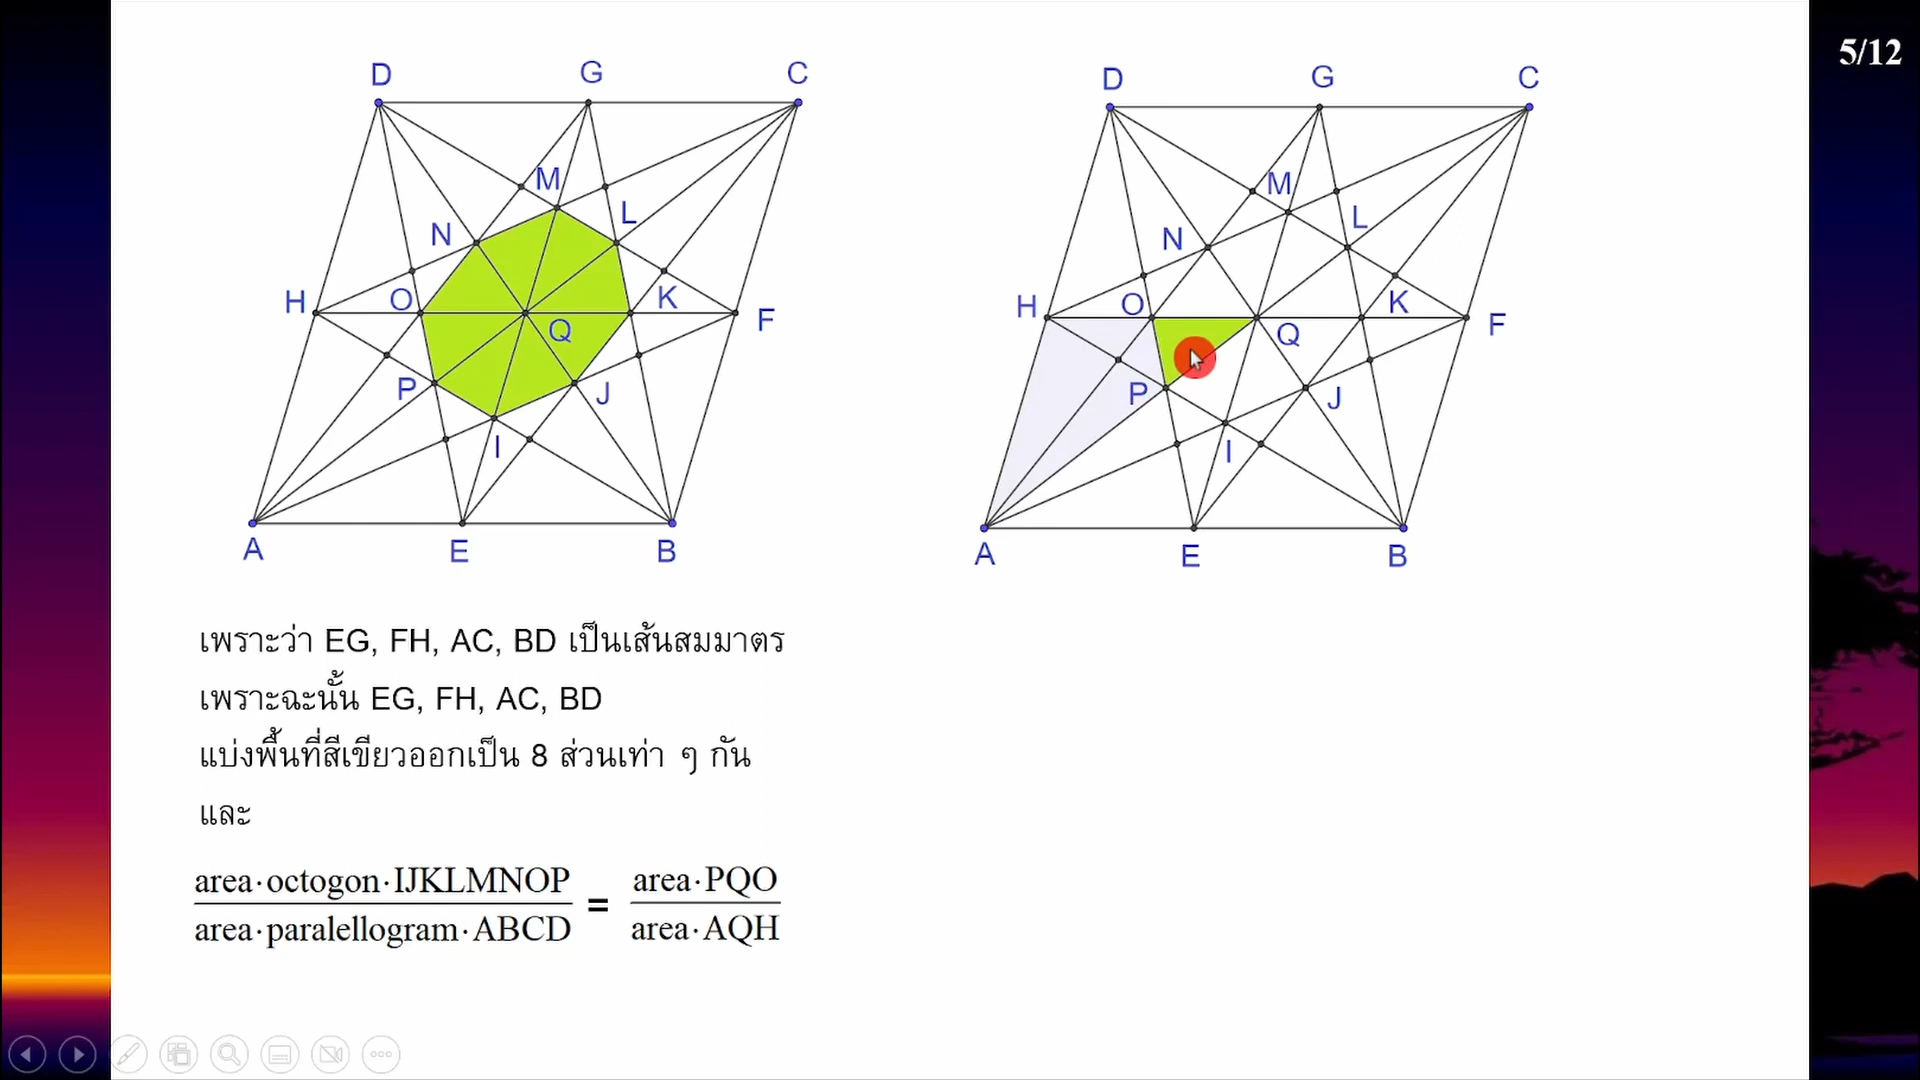 5/12
D G C
M
L
N
H O K F
Q
P J
I
A E B
D G C
M
L
N
H O K F
Q
P J
I
A E B
เพราะว่า EG, FH, AC, BD เป็นเส้นสมมาตร
เพราะฉะนั้น EG, FH, AC, BD
แบ่งพื้นที่สีเขียวออกเป็น 8 ส่วนเท่า ๆ กัน
และ
area·octogon·IJKLMNOP / area·paralellogram·ABCD = area·PQO / area·AQH